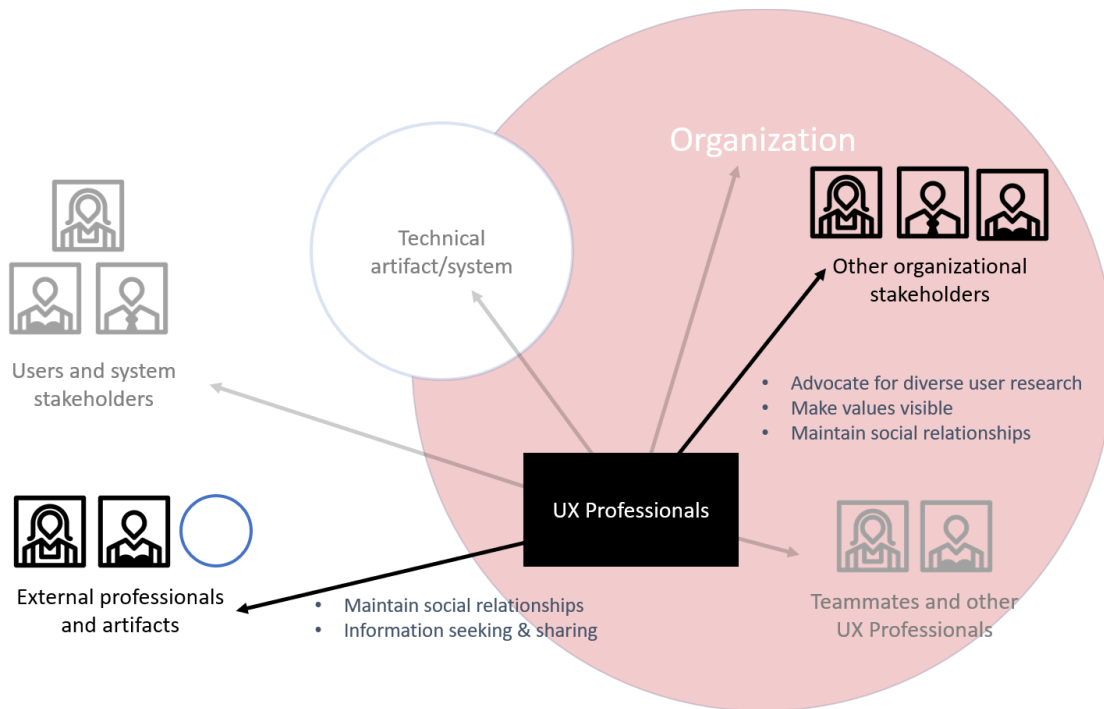 Organization
Technical
artifact/system
Other organizational
stakeholders
Users and system
stakeholders
• Advocate for diverse user research
• Make values visible
• Maintain social relationships
UX Professionals
External professionals
and artifacts
• Maintain social relationships
• Information seeking & sharing
Teammates and other
UX Professionals